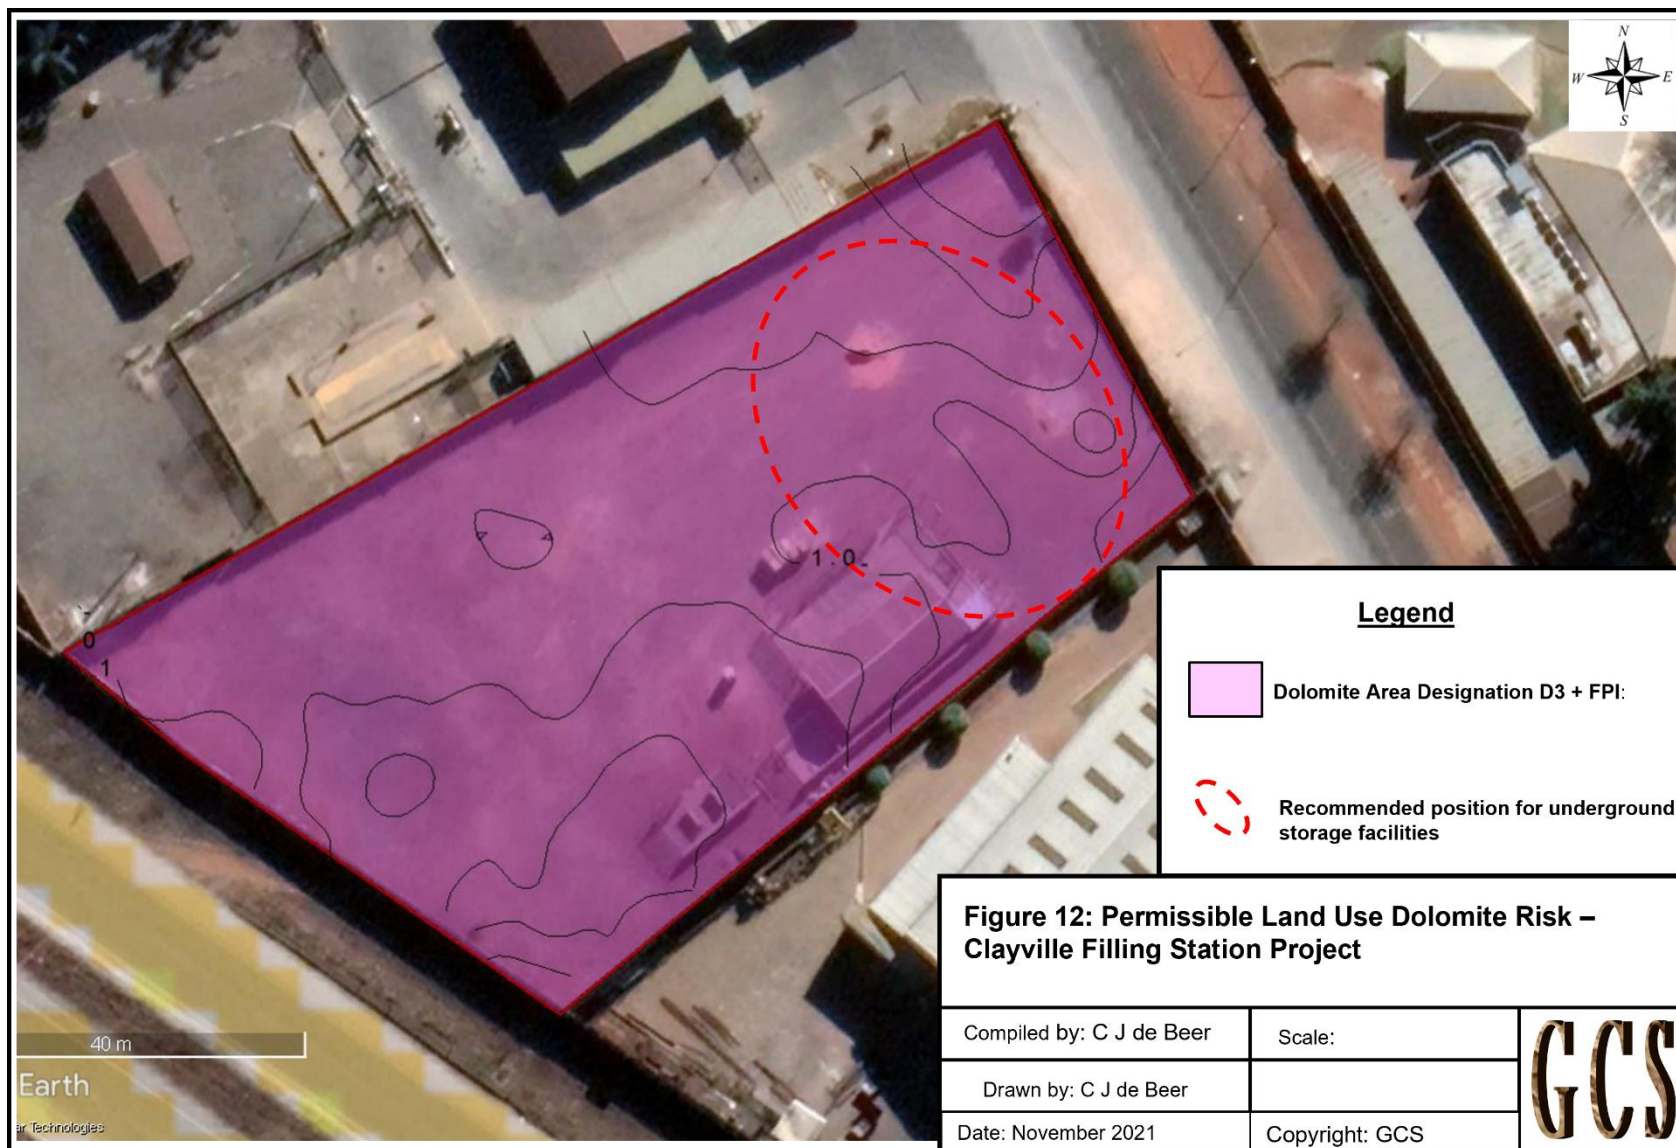 N
W E
S
1.0
0
1
Legend
Dolomite Area Designation D3 + FPI:
Recommended position for underground
storage facilities
Figure 12: Permissible Land Use Dolomite Risk –
Clayville Filling Station Project
Compiled by: C J de Beer
Scale:
Drawn by: C J de Beer
Date: November 2021
Copyright: GCS
GCS
40 m
Earth
ar Technologies